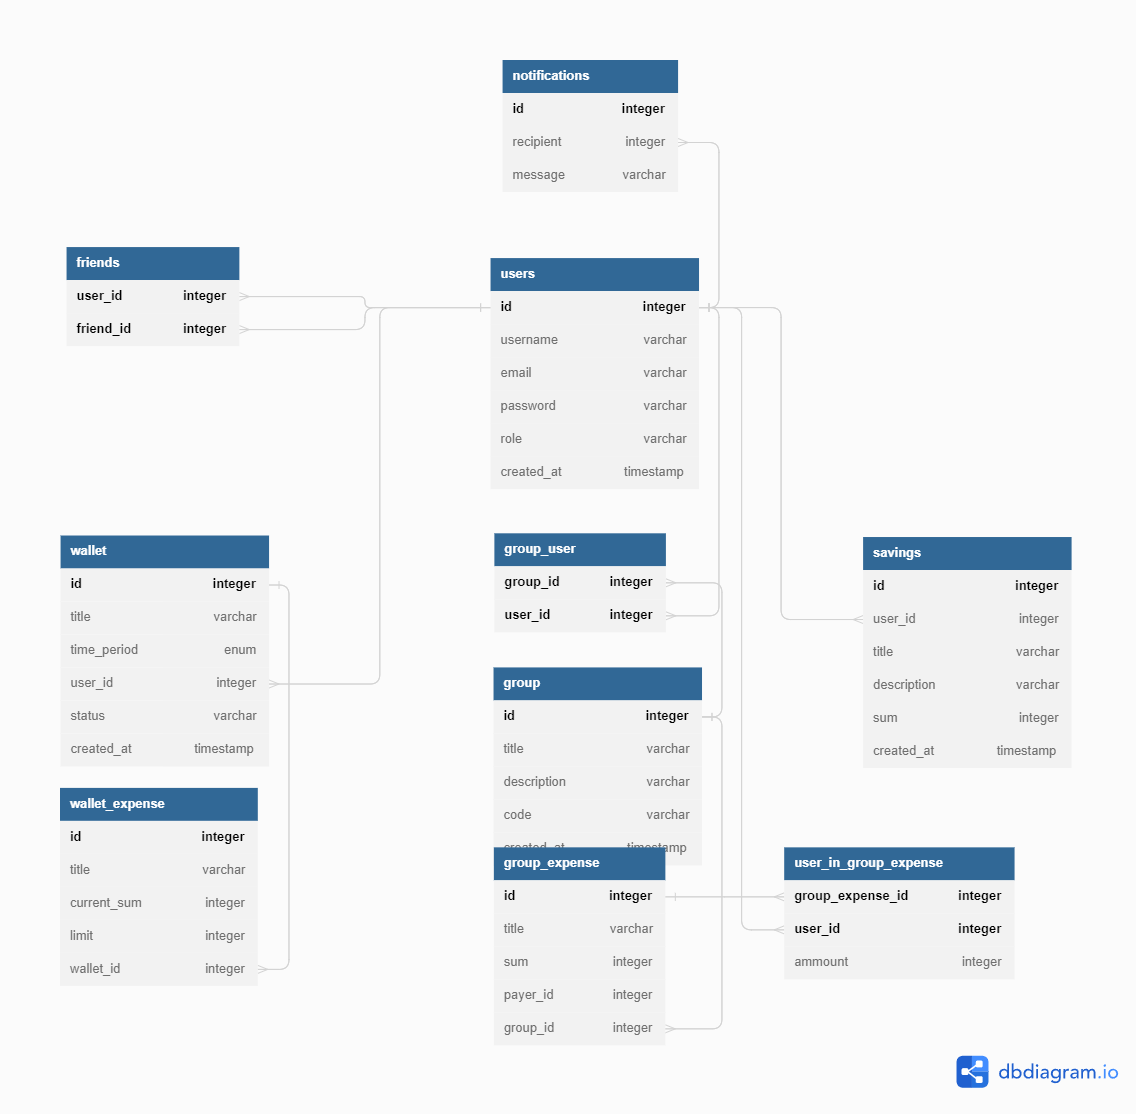 notifications
id integer
recipient integer
message varchar
friends
user_id integer
friend_id integer
users
id integer
username varchar
email varchar
password varchar
role varchar
created_at timestamp
wallet
id integer
title varchar
time_period enum
user_id integer
status varchar
created_at timestamp
group_user
group_id integer
user_id integer
savings
id integer
user_id integer
title varchar
description varchar
sum integer
created_at timestamp
group
id integer
title varchar
description varchar
code varchar
created_at timestamp
wallet_expense
id integer
title varchar
current_sum integer
limit integer
wallet_id integer
group_expense
id integer
title varchar
sum integer
payer_id integer
group_id integer
user_in_group_expense
group_expense_id integer
user_id integer
ammount integer
dbdiagram.io